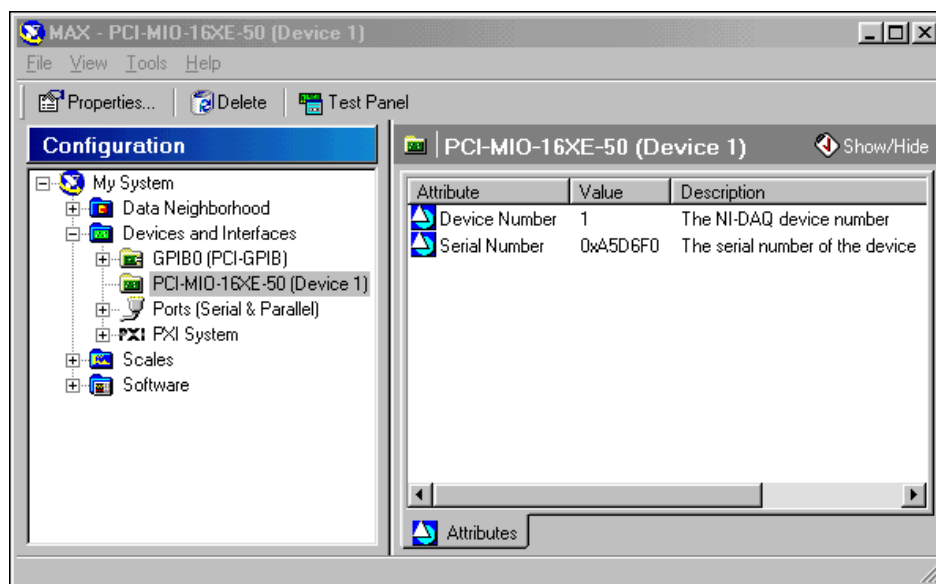 MAX - PCI-MIO-16XE-50 (Device 1)
File View Tools Help
Properties... Delete Test Panel
Configuration
My System
Data Neighborhood
Devices and Interfaces
GPIB0 (PCI-GPIB)
PCI-MIO-16XE-50 (Device 1)
Ports (Serial & Parallel)
PXI PXI System
Scales
Software
PCI-MIO-16XE-50 (Device 1) Show/Hide
Attribute Value Description
Device Number 1 The NI-DAQ device number
Serial Number 0xA5D6F0 The serial number of the device
Attributes